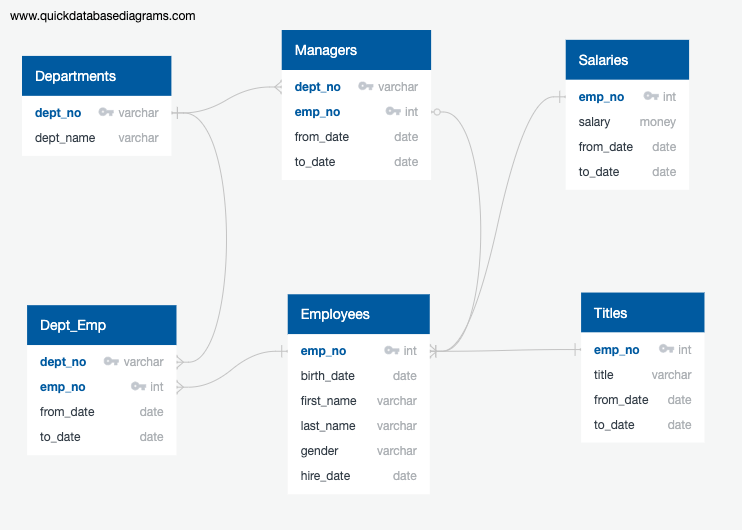 www.quickdatabasediagrams.com
Departments
dept_no varchar
dept_name varchar
Managers
dept_no varchar
emp_no int
from_date date
to_date date
Salaries
emp_no int
salary money
from_date date
to_date date
Dept_Emp
dept_no varchar
emp_no int
from_date date
to_date date
Employees
emp_no int
birth_date date
first_name varchar
last_name varchar
gender varchar
hire_date date
Titles
emp_no int
title varchar
from_date date
to_date date